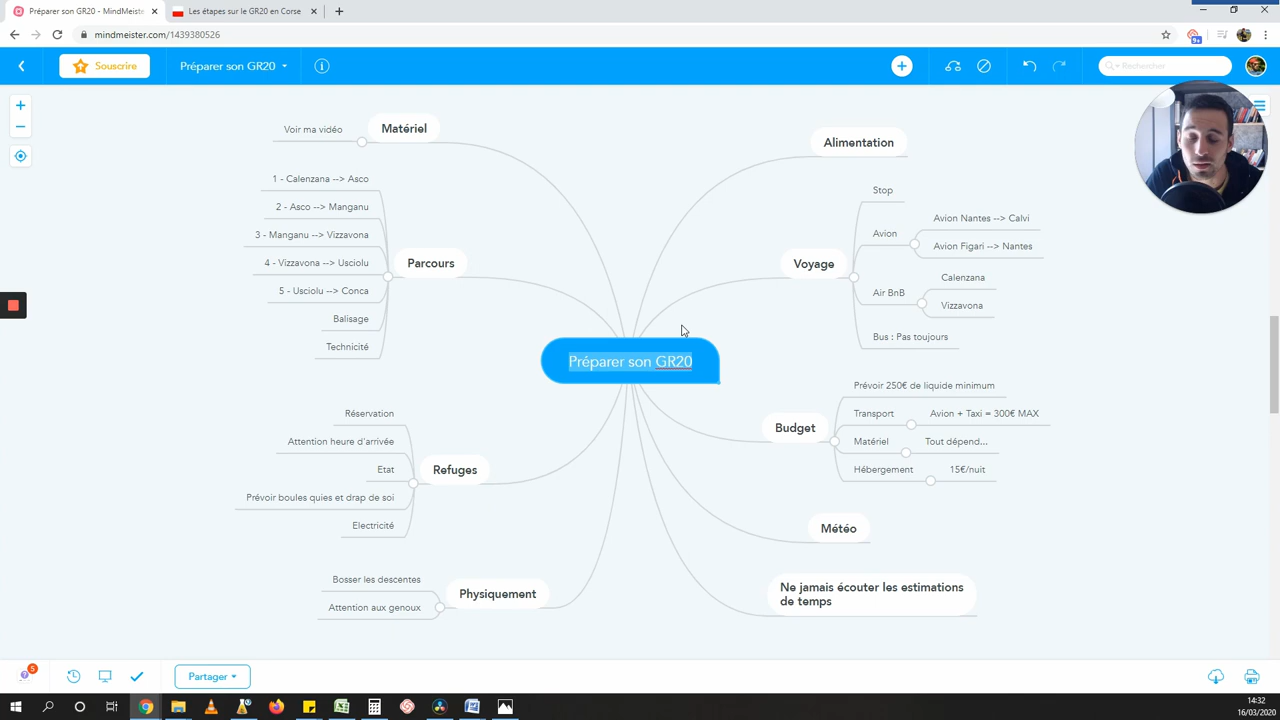 Préparer son GR20 - MindMeister
Les étapes sur le GR20 en Corse
mindmeister.com/1439380526
9+
Souscrire
Préparer son GR20
Rechercher
Voir ma vidéo
Matériel
1 - Calenzana --> Asco
2 - Asco --> Manganu
3 - Manganu --> Vizzavona
4 - Vizzavona --> Usciolu
5 - Usciolu --> Conca
Balisage
Technicité
Parcours
Réservation
Attention heure d'arrivée
Etat
Prévoir boules quies et drap de soi
Electricité
Refuges
Bosser les descentes
Attention aux genoux
Physiquement
Préparer son GR20
Alimentation
Voyage
Stop
Avion
Avion Nantes --> Calvi
Avion Figari --> Nantes
Air BnB
Calenzana
Vizzavona
Bus : Pas toujours
Budget
Prévoir 250€ de liquide minimum
Transport
Avion + Taxi = 300€ MAX
Matériel
Tout dépend...
Hébergement
15€/nuit
Météo
Ne jamais écouter les estimations
de temps
5
Partager
14:32
16/03/2020